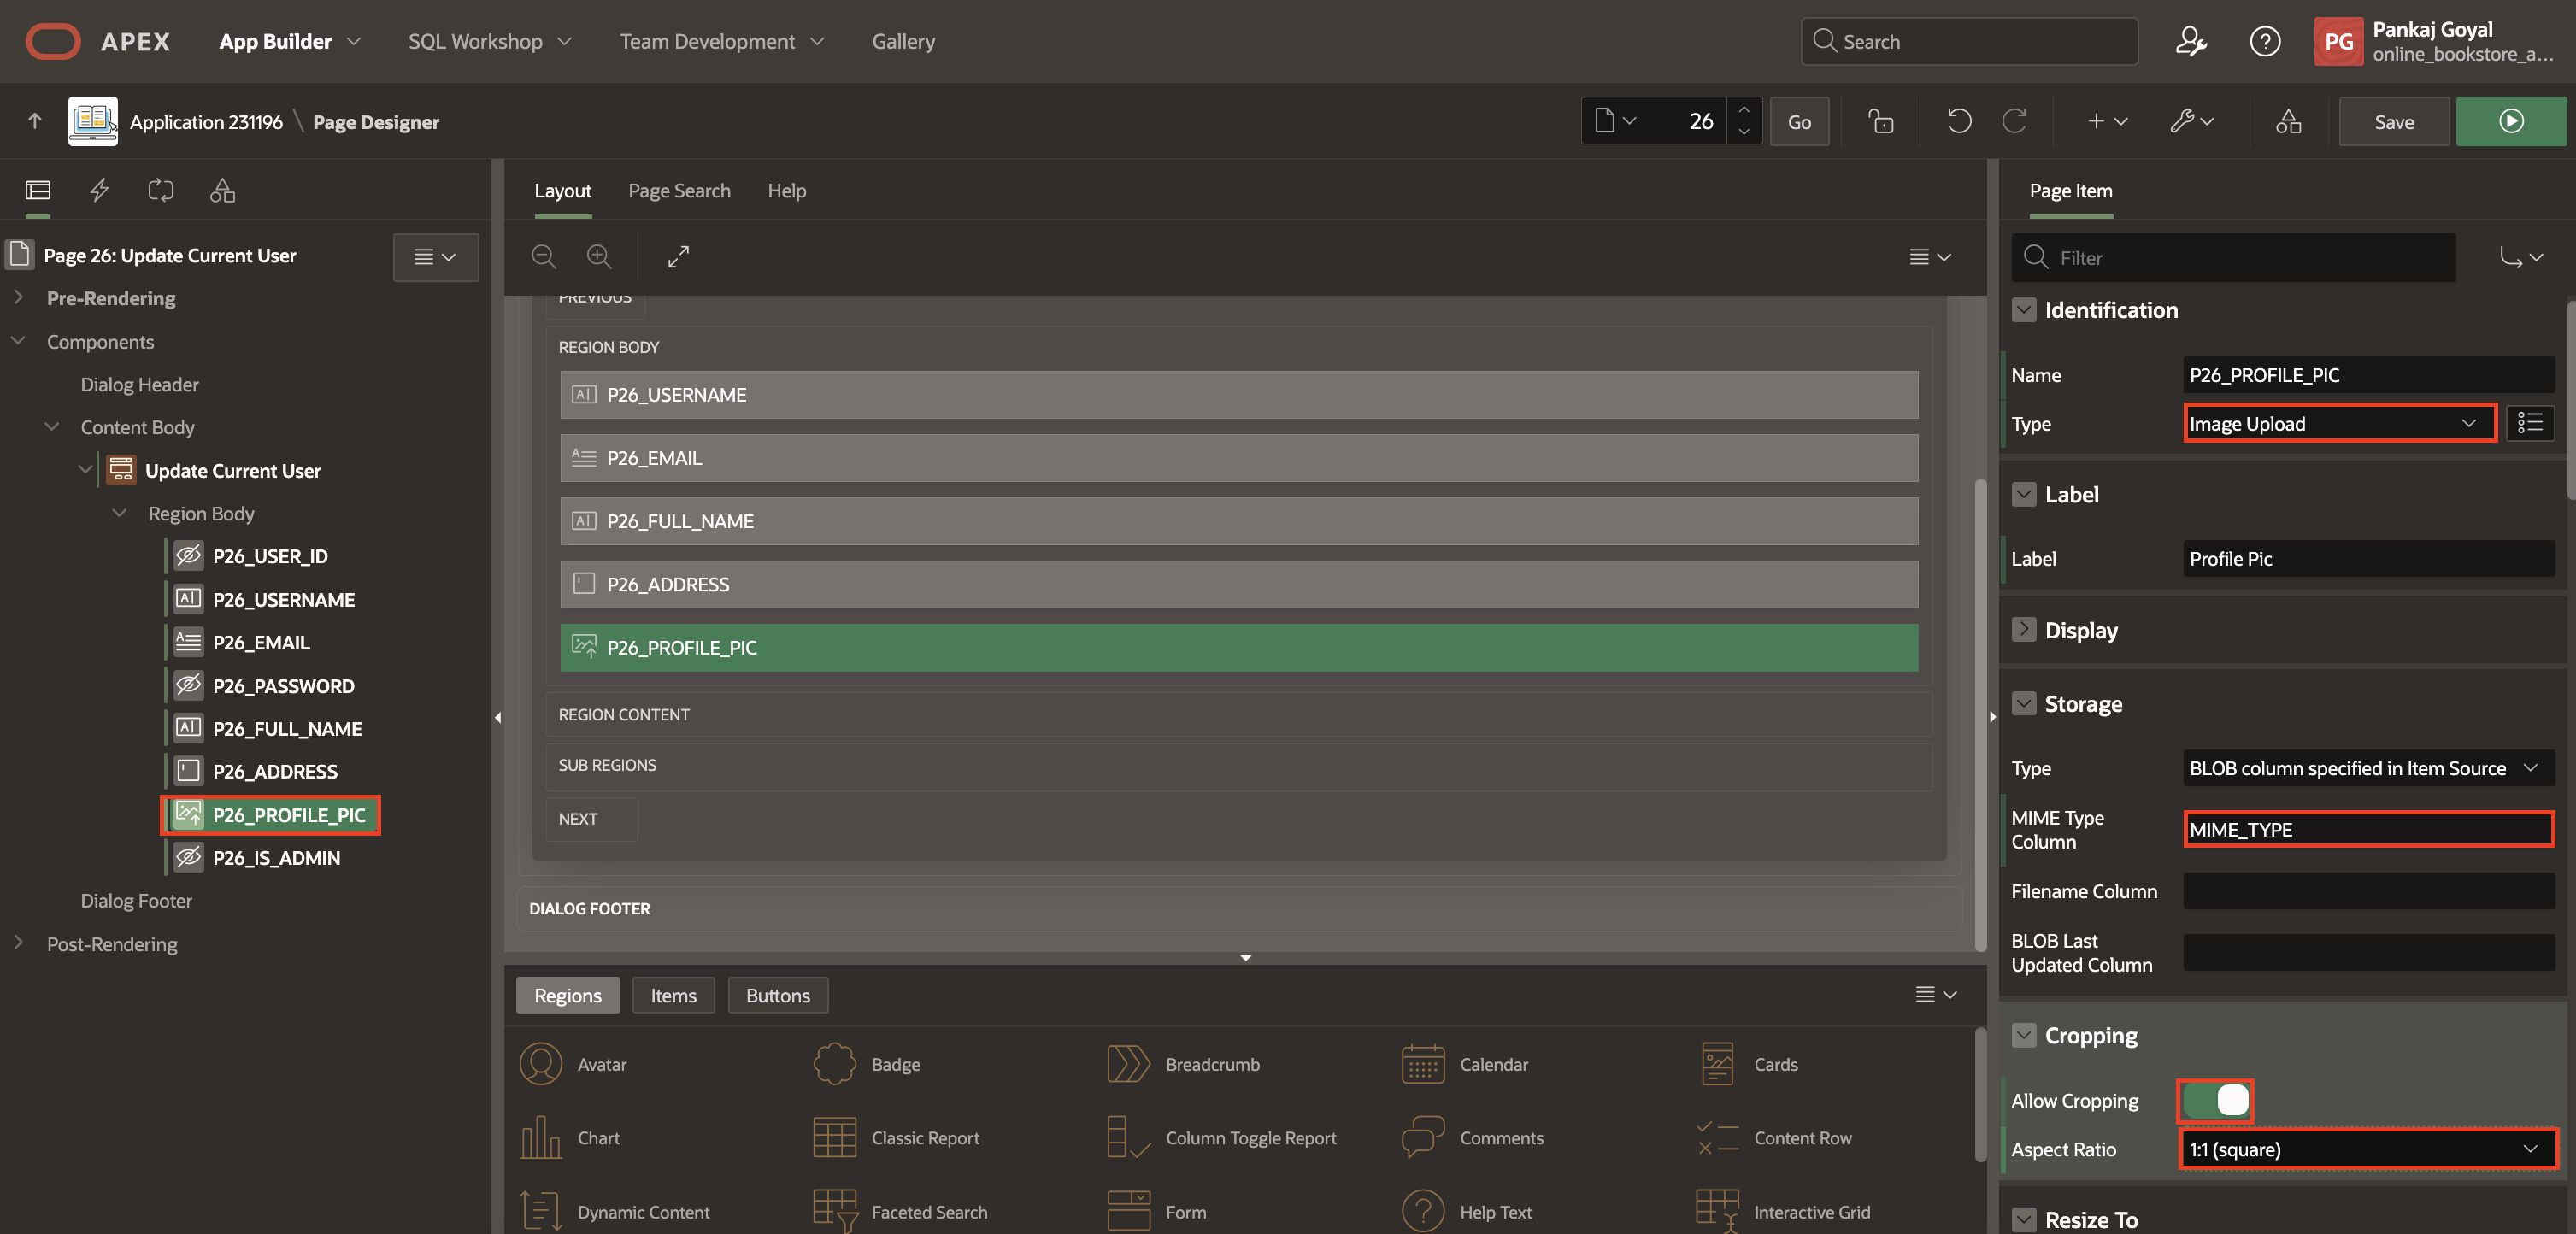 APEX
App Builder
SQL Workshop
Team Development
Gallery
Search
PG
Pankaj Goyal
online_bookstore_a...
Application 231196 \ Page Designer
26
Go
Save
Layout
Page Search
Help
Page Item
Page 26: Update Current User
Pre-Rendering
Components
Dialog Header
Content Body
Update Current User
Region Body
P26_USER_ID
P26_USERNAME
P26_EMAIL
P26_PASSWORD
P26_FULL_NAME
P26_ADDRESS
P26_PROFILE_PIC
P26_IS_ADMIN
Dialog Footer
Post-Rendering
PREVIOUS
REGION BODY
P26_USERNAME
P26_EMAIL
P26_FULL_NAME
P26_ADDRESS
P26_PROFILE_PIC
REGION CONTENT
SUB REGIONS
NEXT
DIALOG FOOTER
Regions
Items
Buttons
Avatar
Badge
Breadcrumb
Calendar
Cards
Chart
Classic Report
Column Toggle Report
Comments
Content Row
Dynamic Content
Faceted Search
Form
Help Text
Interactive Grid
Filter
Identification
Name
P26_PROFILE_PIC
Type
Image Upload
Label
Label
Profile Pic
Display
Storage
Type
BLOB column specified in Item Source
MIME Type
Column
MIME_TYPE
Filename Column
BLOB Last
Updated Column
Cropping
Allow Cropping
Aspect Ratio
1:1 (square)
Resize To